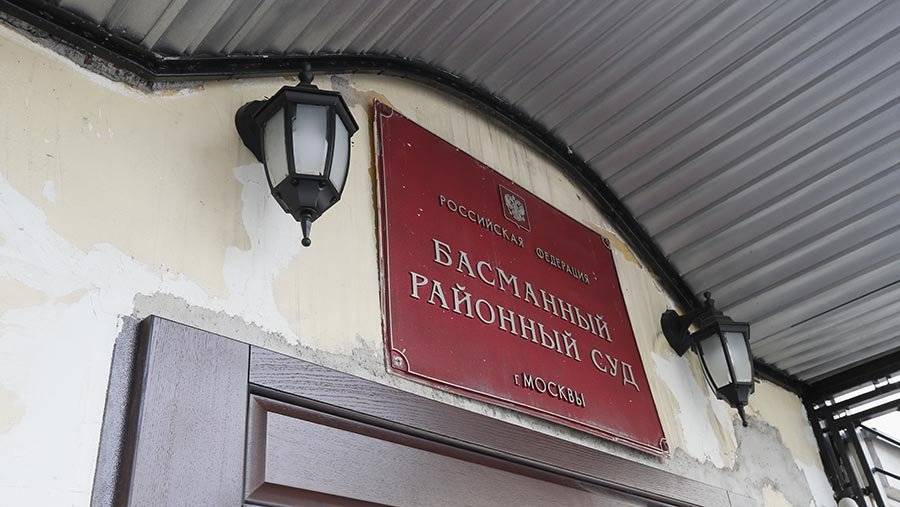 РОССИЙСКАЯ ФЕДЕРАЦИЯ
БАСМАННЫЙ
РАЙОННЫЙ СУД
г МОСКВЫ